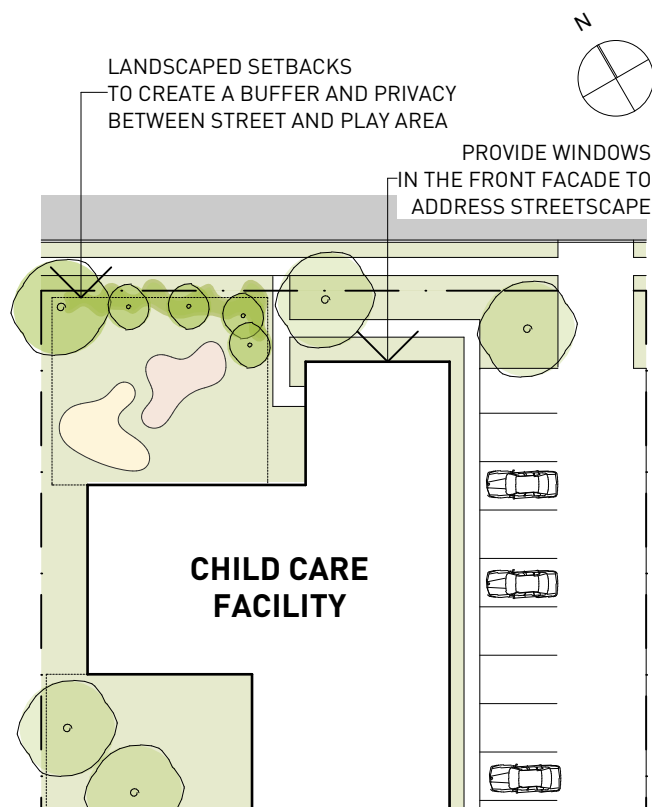 N
LANDSCAPED SETBACKS
TO CREATE A BUFFER AND PRIVACY
BETWEEN STREET AND PLAY AREA
PROVIDE WINDOWS
IN THE FRONT FACADE TO
ADDRESS STREETSCAPE
CHILD CARE
FACILITY